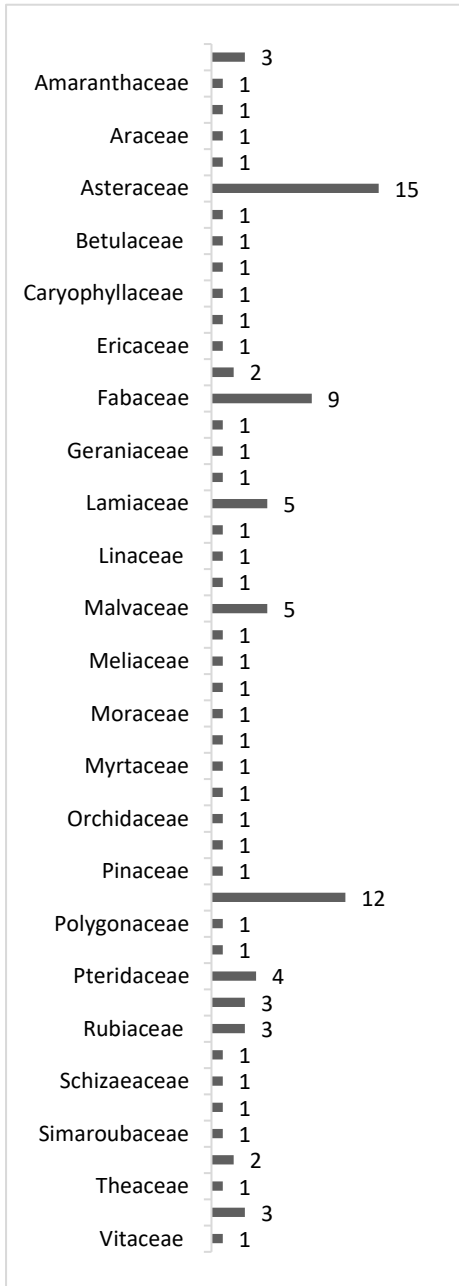 3
Amaranthaceae 1
1
Araceae 1
1
Asteraceae 15
1
Betulaceae 1
1
Caryophyllaceae 1
1
Ericaceae 1
2
Fabaceae 9
1
Geraniaceae 1
1
Lamiaceae 5
1
Linaceae 1
1
Malvaceae 5
1
Meliaceae 1
1
Moraceae 1
1
Myrtaceae 1
1
Orchidaceae 1
1
Pinaceae 1
12
Polygonaceae 1
1
Pteridaceae 4
3
Rubiaceae 3
1
Schizaeaceae 1
1
Simaroubaceae 1
2
Theaceae 1
3
Vitaceae 1